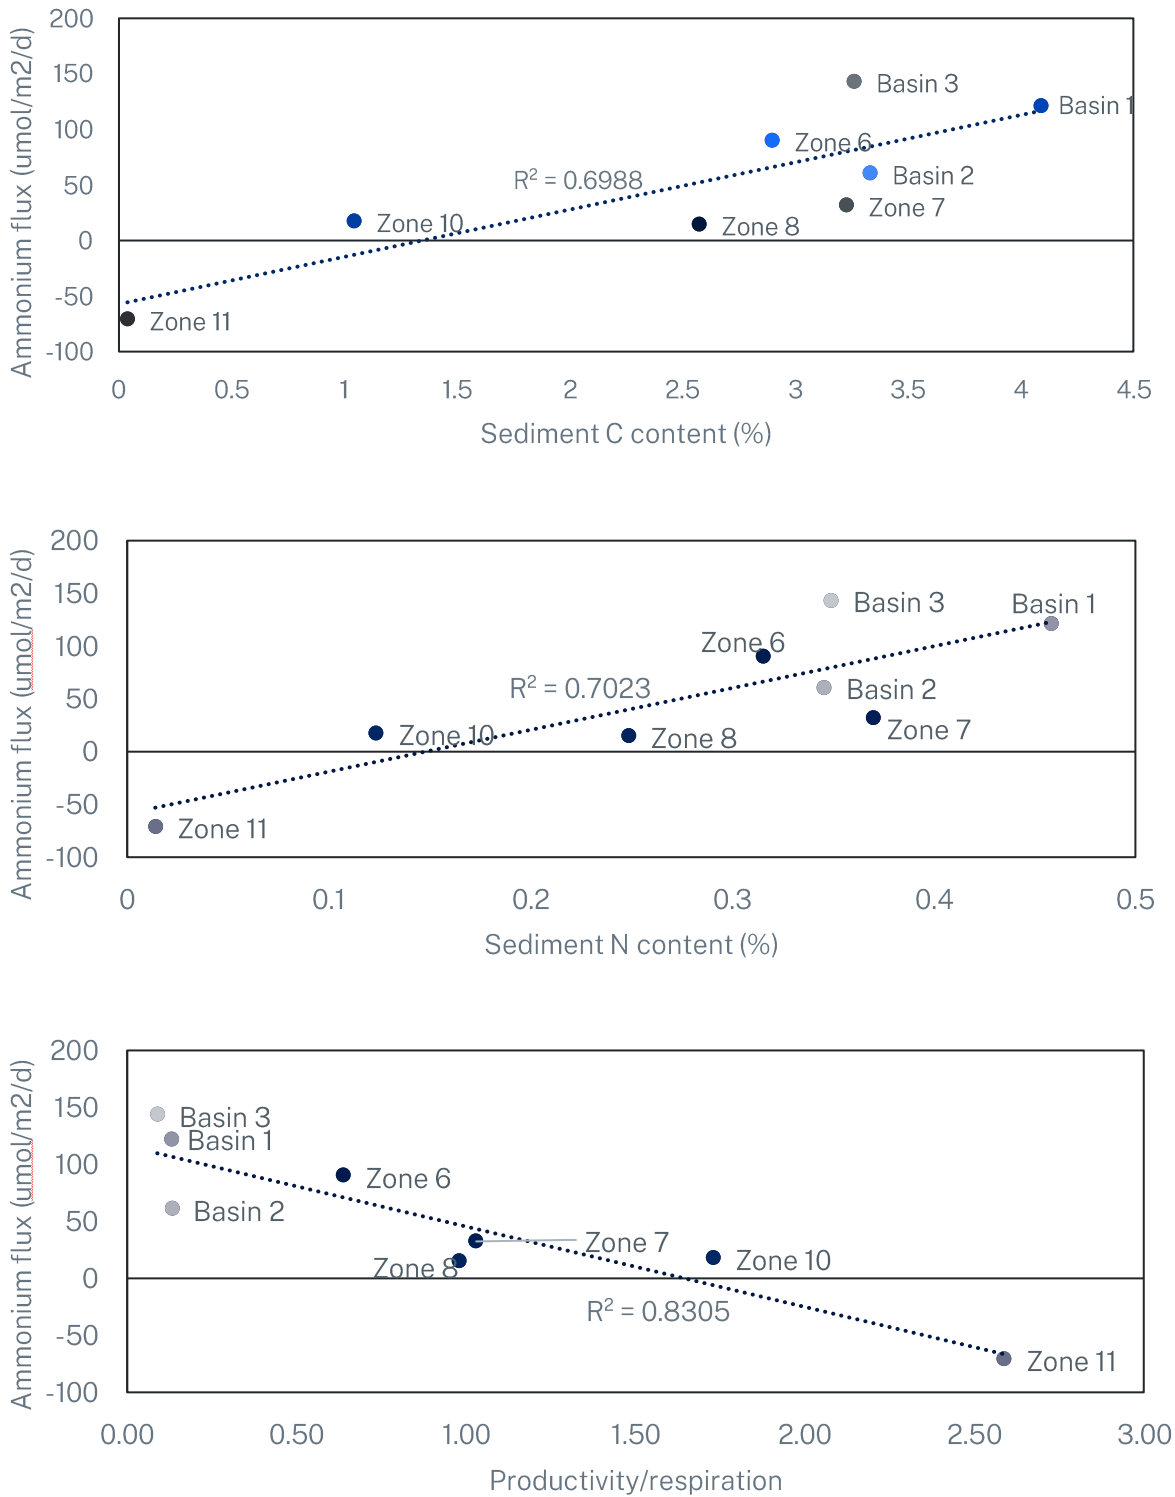 Ammonium flux (umol/m2/d)
200
150
100
50
0
-50
-100
Basin 3
Basin 1
Zone 6
R² = 0.6988
Basin 2
Zone 7
Zone 10
Zone 8
Zone 11
0 0.5 1 1.5 2 2.5 3 3.5 4 4.5
Sediment C content (%)
Ammonium flux (umol/m2/d)
200
150
100
50
0
-50
-100
Basin 3
Basin 1
Zone 6
R² = 0.7023
Basin 2
Zone 7
Zone 10
Zone 8
Zone 11
0 0.1 0.2 0.3 0.4 0.5
Sediment N content (%)
Ammonium flux (umol/m2/d)
200
150
100
50
0
-50
-100
Basin 3
Basin 1
Zone 6
Basin 2
Zone 7
Zone 8
Zone 10
R² = 0.8305
Zone 11
0.00 0.50 1.00 1.50 2.00 2.50 3.00
Productivity/respiration